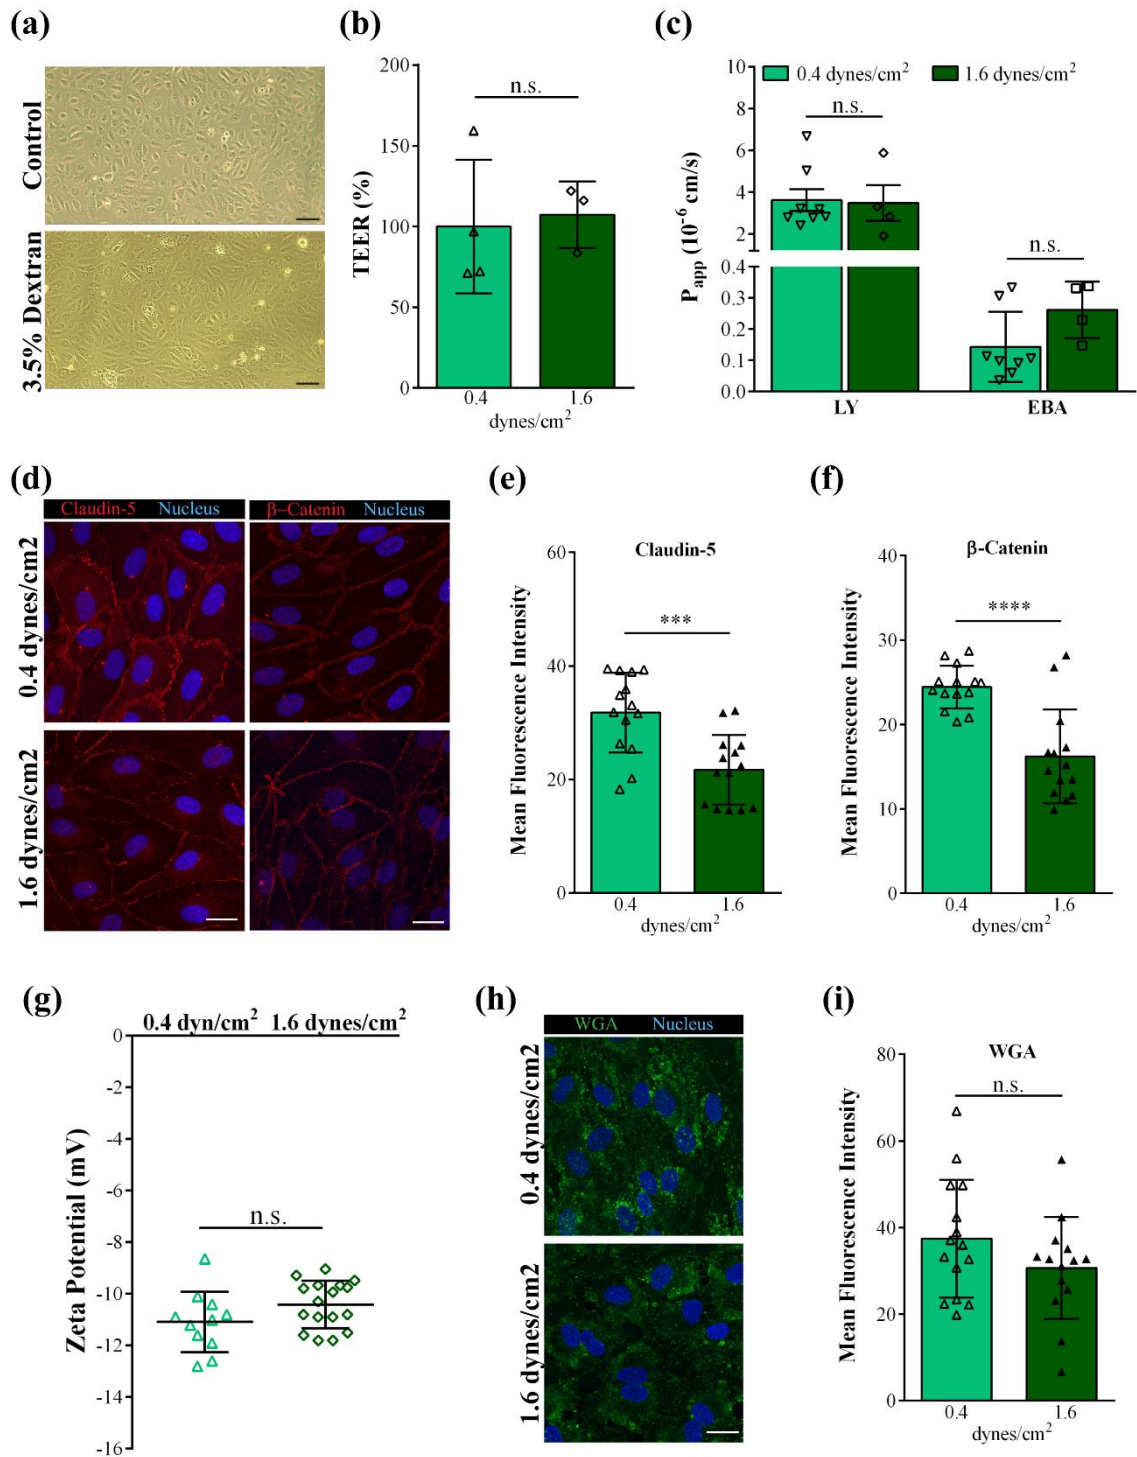 (a)
Control
3.5% Dextran
(b)
200
150
100
50
0
TEER (%)
n.s.
0.4 1.6
dynes/cm²
(c)
10
8
6
4
2
0.4
0.3
0.2
0.1
0.0
Papp (10⁻⁶ cm/s)
0.4 dynes/cm² 1.6 dynes/cm²
n.s.
n.s.
LY EBA
(d)
Claudin-5 Nucleus β–Catenin Nucleus
0.4 dynes/cm2
1.6 dynes/cm2
(e)
Claudin-5
60
40
20
0
Mean Fluorescence Intensity
***
0.4 1.6
dynes/cm²
(f)
β-Catenin
40
30
20
10
0
Mean Fluorescence Intensity
****
0.4 1.6
dynes/cm²
(g)
0.4 dyn/cm² 1.6 dynes/cm²
0
-2
-4
-6
-8
-10
-12
-14
-16
Zeta Potential (mV)
n.s.
(h)
WGA Nucleus
0.4 dynes/cm2
1.6 dynes/cm2
(i)
WGA
80
60
40
20
0
Mean Fluorescence Intensity
n.s.
0.4 1.6
dynes/cm²